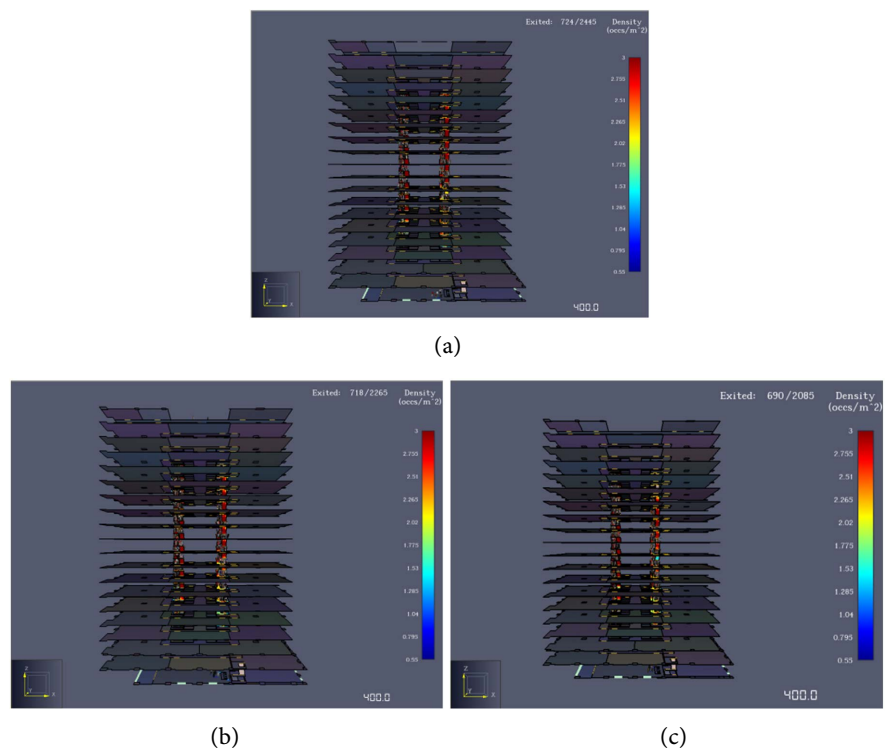 Exited: 724/2445 Density
(occs/m^2)
3
2.755
2.51
2.265
2.02
1.775
1.53
1.285
1.04
0.795
0.55
Z
Y
X
400.0
(a)
Exited: 718/2265 Density
(occs/m^2)
3
2.755
2.51
2.265
2.02
1.775
1.53
1.285
1.04
0.795
0.55
Z
Y
X
400.0
(b)
Exited: 690/2085 Density
(occs/m^2)
3
2.755
2.51
2.265
2.02
1.775
1.53
1.285
1.04
0.795
0.55
Z
Y
X
400.0
(c)